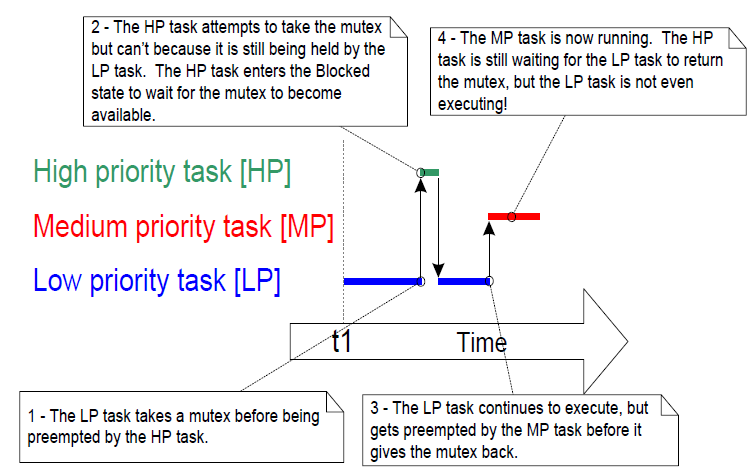 2 - The HP task attempts to take the mutex
but can't because it is still being held by the
LP task.  The HP task enters the Blocked
state to wait for the mutex to become
available.
4 - The MP task is now running.  The HP
task is still waiting for the LP task to return
the mutex, but the LP task is not even
executing!
High priority task [HP]
Medium priority task [MP]
Low priority task [LP]
t1
Time
1 - The LP task takes a mutex before being
preempted by the HP task.
3 - The LP task continues to execute, but
gets preempted by the MP task before it
gives the mutex back.